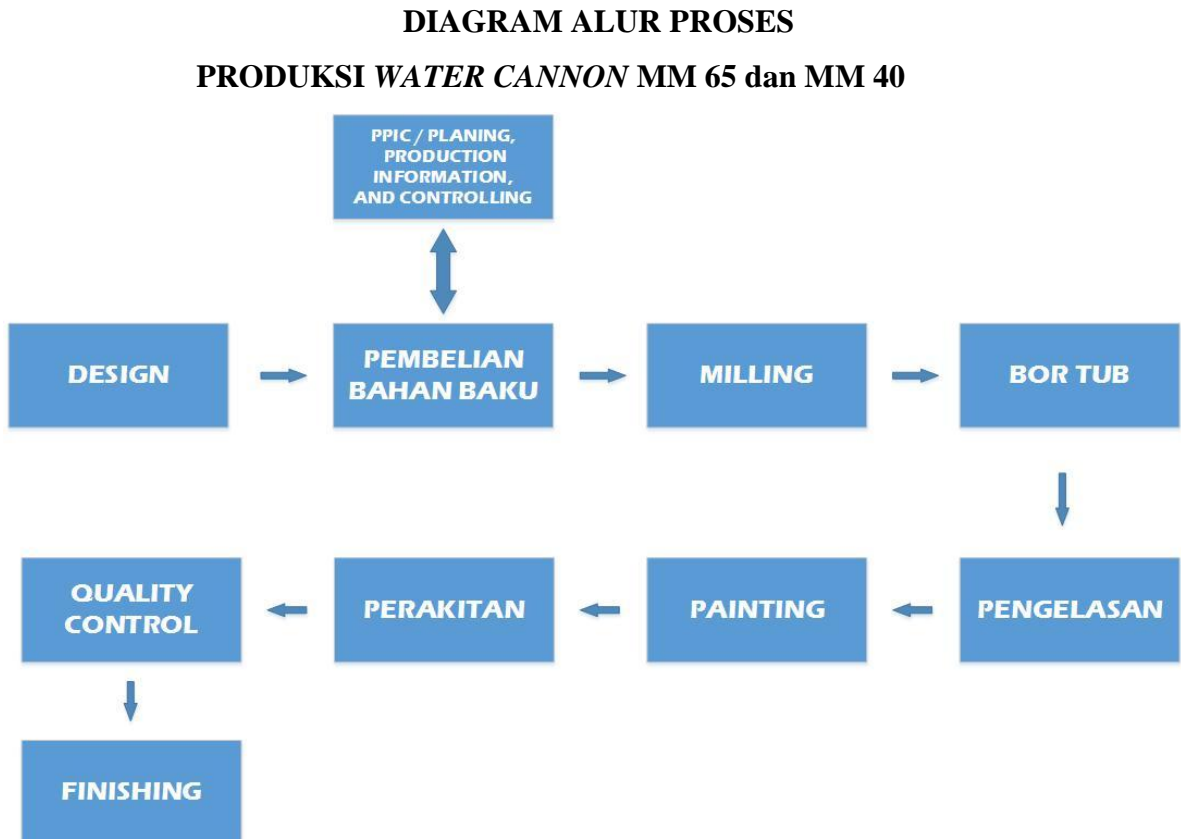 DIAGRAM ALUR PROSES
PRODUKSI WATER CANNON MM 65 dan MM 40
PPIC / PLANING,
PRODUCTION
INFORMATION,
AND CONTROLLING
DESIGN
PEMBELIAN
BAHAN BAKU
MILLING
BOR TUB
PENGELASAN
PAINTING
PERAKITAN
QUALITY
CONTROL
FINISHING